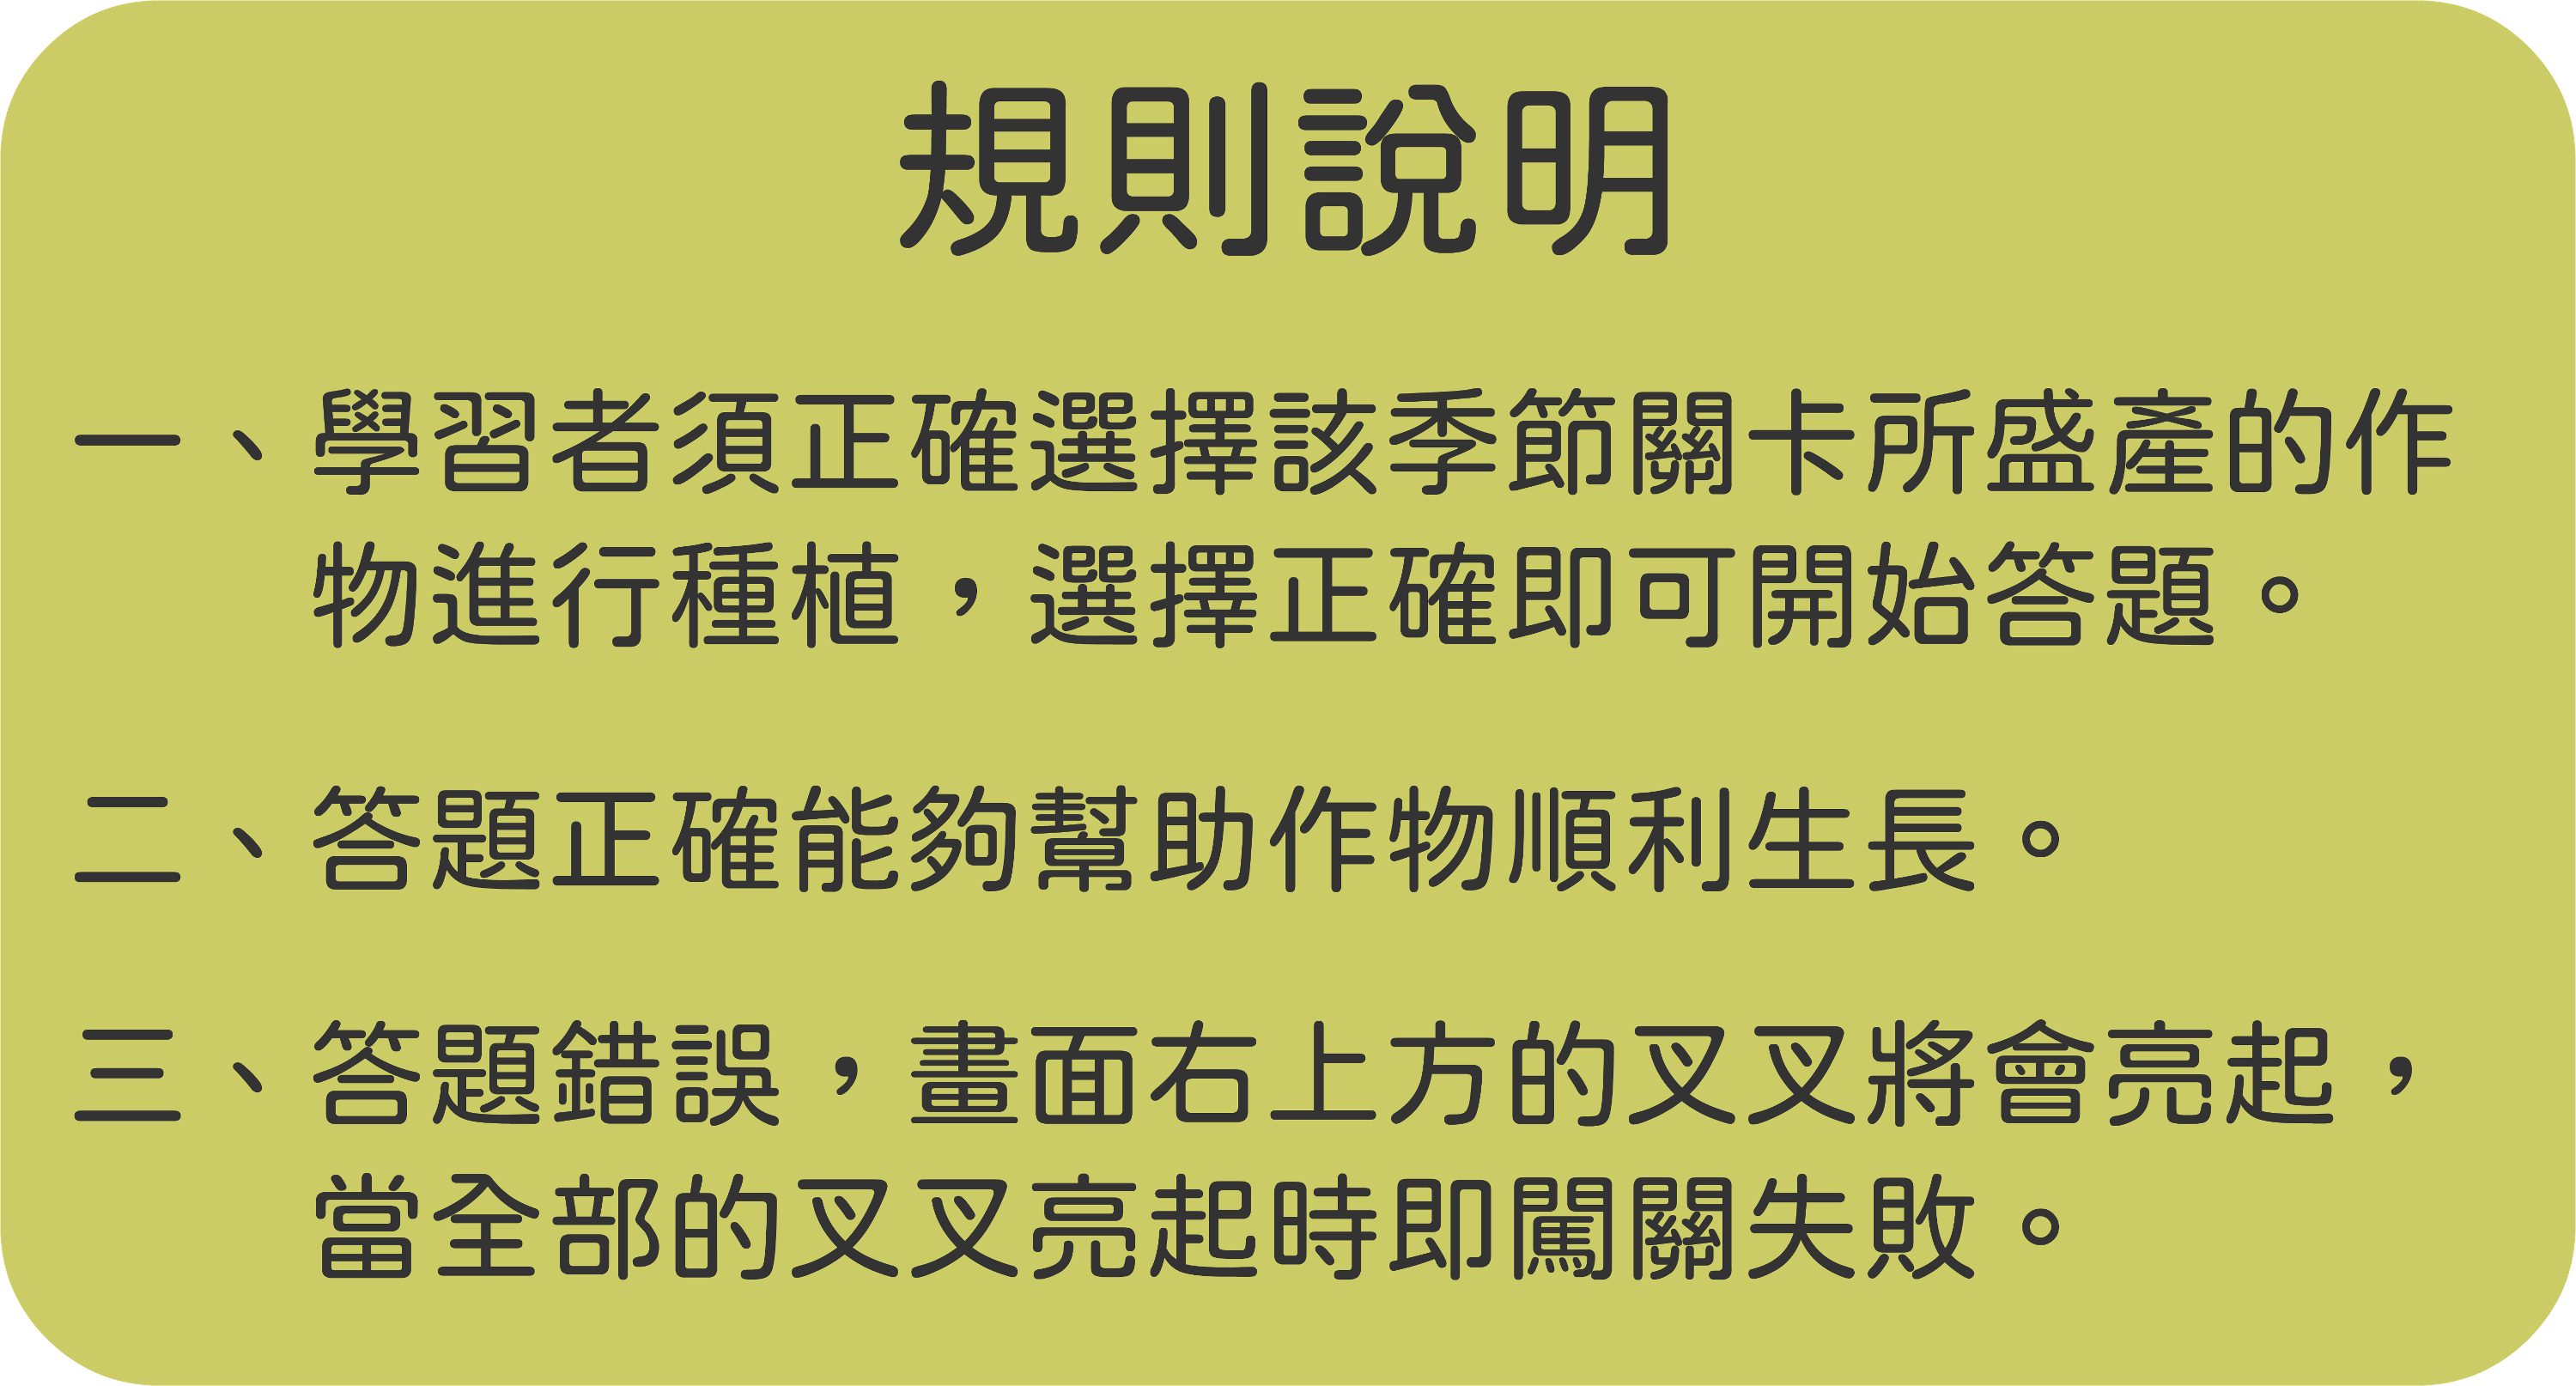 規則說明
一、學習者須正確選擇該季節關卡所盛產的作
物進行種植，選擇正確即可開始答題。
二、答題正確能夠幫助作物順利生長。
三、答題錯誤，畫面右上方的叉叉將會亮起，
當全部的叉叉亮起時即闖關失敗。